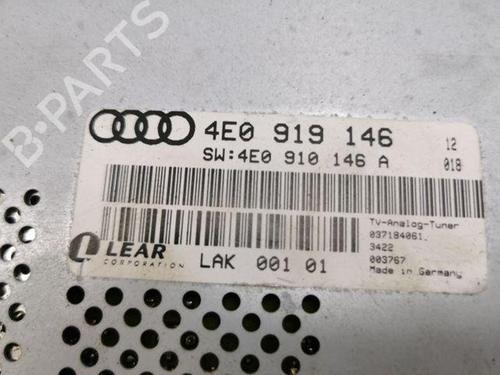 B-PARTS
4E0 919 146
12
SW:4E0 910 146 A
018
TV-Analog-Tuner
037184061.
3422
003767
Made in Germany
LEAR
CORPORATION
LAK 001 01